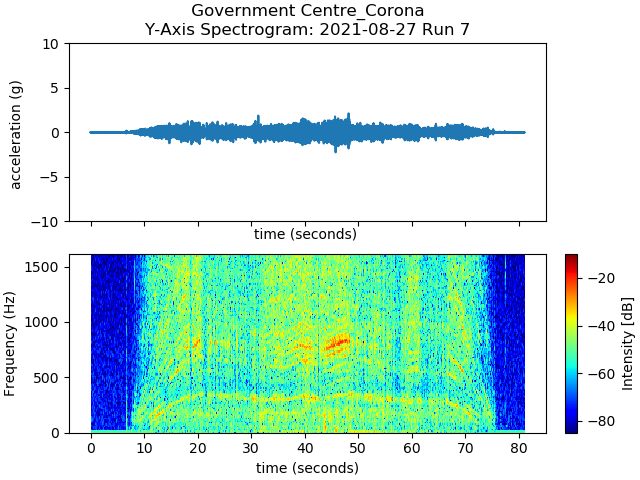 Government Centre_Corona
Y-Axis Spectrogram: 2021-08-27 Run 7
10
5
0
−5
−10
acceleration (g)
time (seconds)
1500
1000
500
0
Frequency (Hz)
0 10 20 30 40 50 60 70 80
time (seconds)
−20
−40
−60
−80
Intensity [dB]